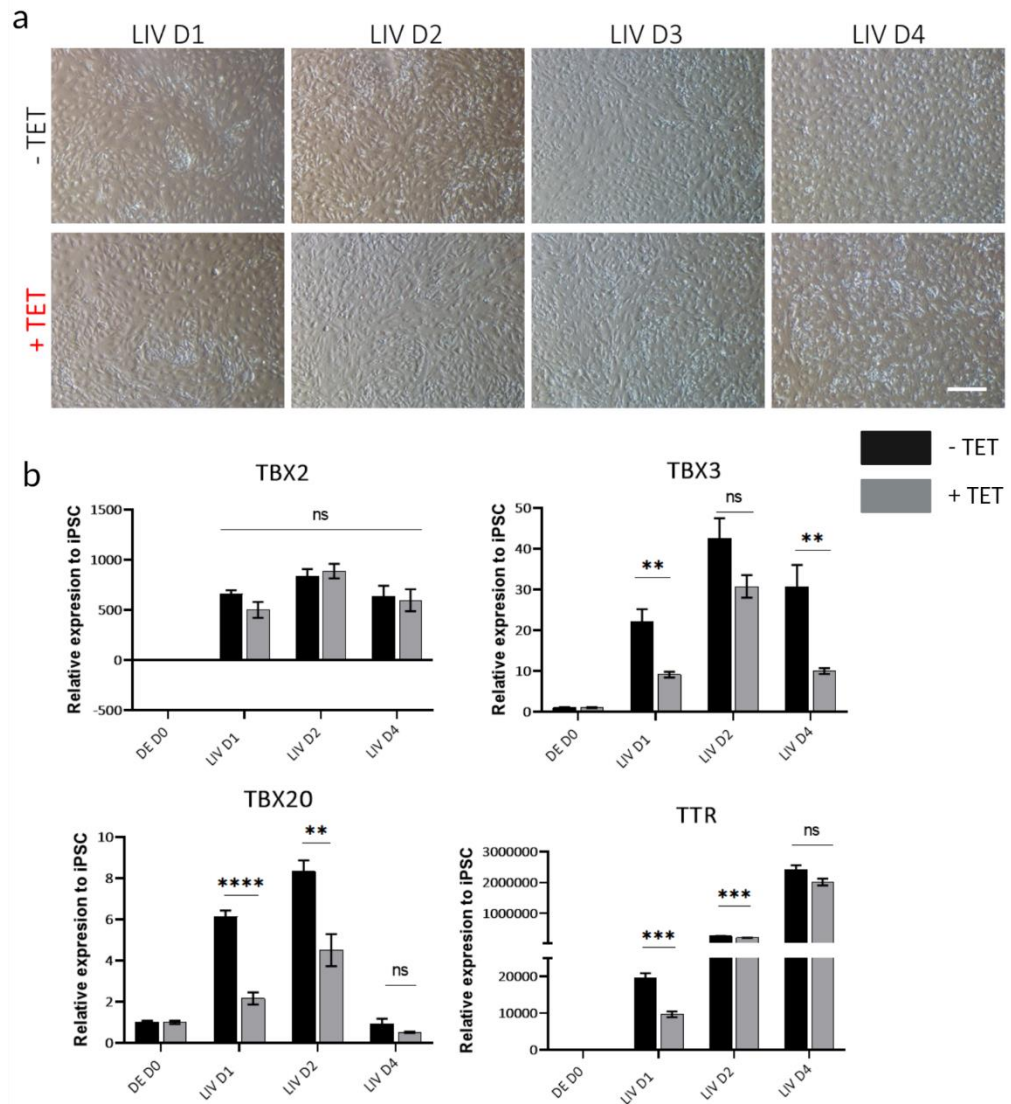 a
LIV D1 LIV D2 LIV D3 LIV D4
- TET
+ TET
b
- TET
+ TET
TBX2
Relative expresion to iPSC
1500
1000
500
0
-500
ns
DE D0 LIV D1 LIV D2 LIV D4
TBX3
Relative expresion to iPSC
50
40
30
20
10
0
**
ns
**
DE D0 LIV D1 LIV D2 LIV D4
TBX20
Relative expresion to iPSC
10
8
6
4
2
0
****
**
ns
DE D0 LIV D1 LIV D2 LIV D4
TTR
Relative expresion to iPSC
3000000
2000000
1000000
20000
10000
0
***
***
ns
DE D0 LIV D1 LIV D2 LIV D4